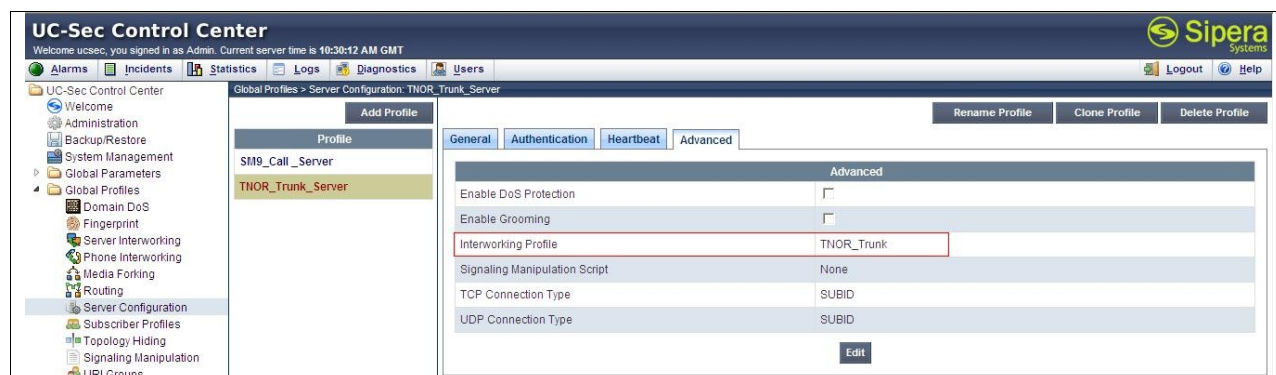 UC-Sec Control Center
Sipera
Systems
Welcome ucsec, you signed in as Admin. Current server time is 10:30:12 AM GMT
Alarms Incidents Statistics Logs Diagnostics Users Logout Help
UC-Sec Control Center
Welcome
Administration
Backup/Restore
System Management
Global Parameters
Global Profiles
Domain DoS
Fingerprint
Server Interworking
Phone Interworking
Media Forking
Routing
Server Configuration
Subscriber Profiles
Topology Hiding
Signaling Manipulation
URI Groups
Global Profiles > Server Configuration: TNOR_Trunk_Server
Add Profile
Profile
SM9_Call _Server
TNOR_Trunk_Server
Rename Profile Clone Profile Delete Profile
General Authentication Heartbeat Advanced
Advanced
Enable DoS Protection
Enable Grooming
Interworking Profile TNOR_Trunk
Signaling Manipulation Script None
TCP Connection Type SUBID
UDP Connection Type SUBID
Edit